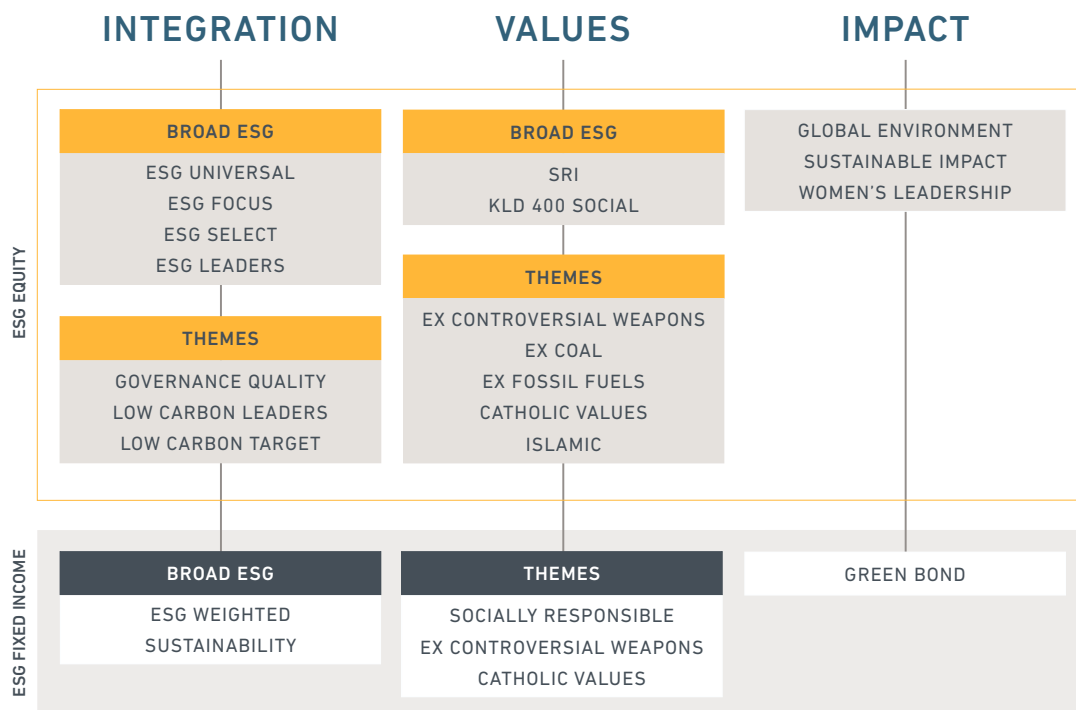 INTEGRATION
VALUES
IMPACT
ESG EQUITY
BROAD ESG
ESG UNIVERSAL
ESG FOCUS
ESG SELECT
ESG LEADERS
THEMES
GOVERNANCE QUALITY
LOW CARBON LEADERS
LOW CARBON TARGET
BROAD ESG
SRI
KLD 400 SOCIAL
THEMES
EX CONTROVERSIAL WEAPONS
EX COAL
EX FOSSIL FUELS
CATHOLIC VALUES
ISLAMIC
GLOBAL ENVIRONMENT
SUSTAINABLE IMPACT
WOMEN’S LEADERSHIP
ESG FIXED INCOME
BROAD ESG
ESG WEIGHTED
SUSTAINABILITY
THEMES
SOCIALLY RESPONSIBLE
EX CONTROVERSIAL WEAPONS
CATHOLIC VALUES
GREEN BOND